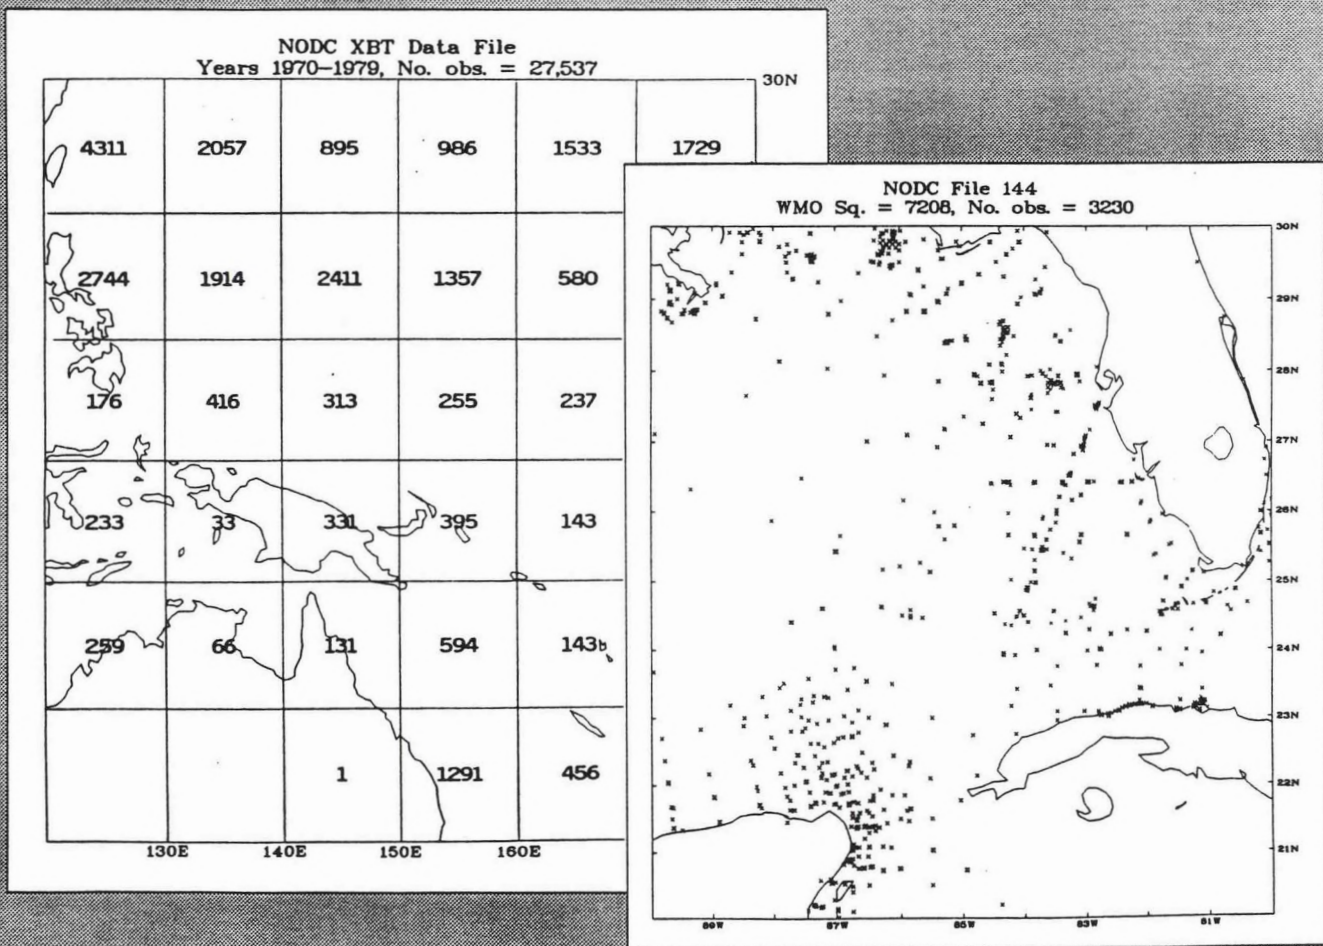 NODC XBT Data File
Years 1970-1979, No. obs. = 27,537
30N
4311 2057 895 986 1533 1729
2744 1914 2411 1357 580
176 416 313 255 237
233 33 331 395 143
259 66 131 594 143
1 1291 456
130E 140E 150E 160E
NODC File 144
WMO Sq. = 7208, No. obs. = 3230
30N
29N
28N
27N
26N
25N
24N
23N
22N
21N
89W 87W 85W 83W 81W